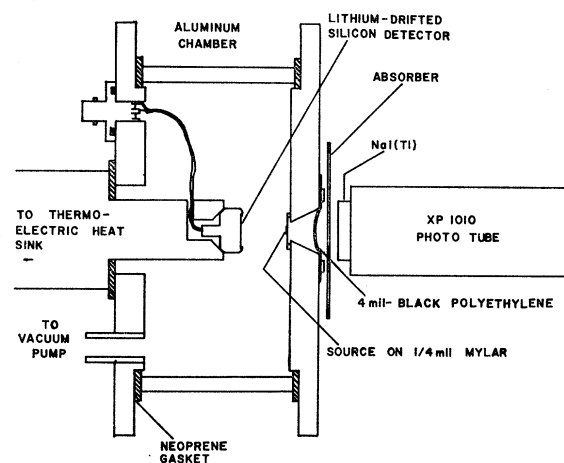 ALUMINUM
CHAMBER
LITHIUM-DRIFTED
SILICON DETECTOR
ABSORBER
NaI(Tl)
TO THERMO-
ELECTRIC HEAT
SINK
XP 1010
PHOTO TUBE
4 mil-BLACK POLYETHYLENE
TO
VACUUM
PUMP
SOURCE ON 1/4 mil MYLAR
NEOPRENE
GASKET